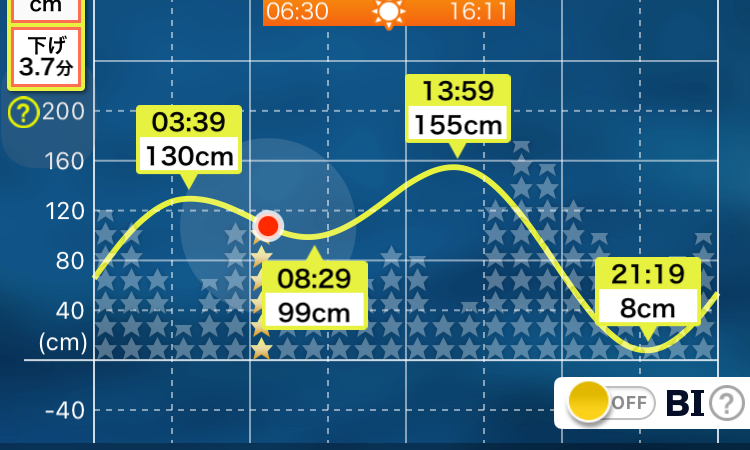 cm
06:30 16:11
下げ
3.7分
?
200
160
120
80
40
(cm)
-40
03:39
130cm
13:59
155cm
08:29
99cm
21:19
8cm
OFF BI ?